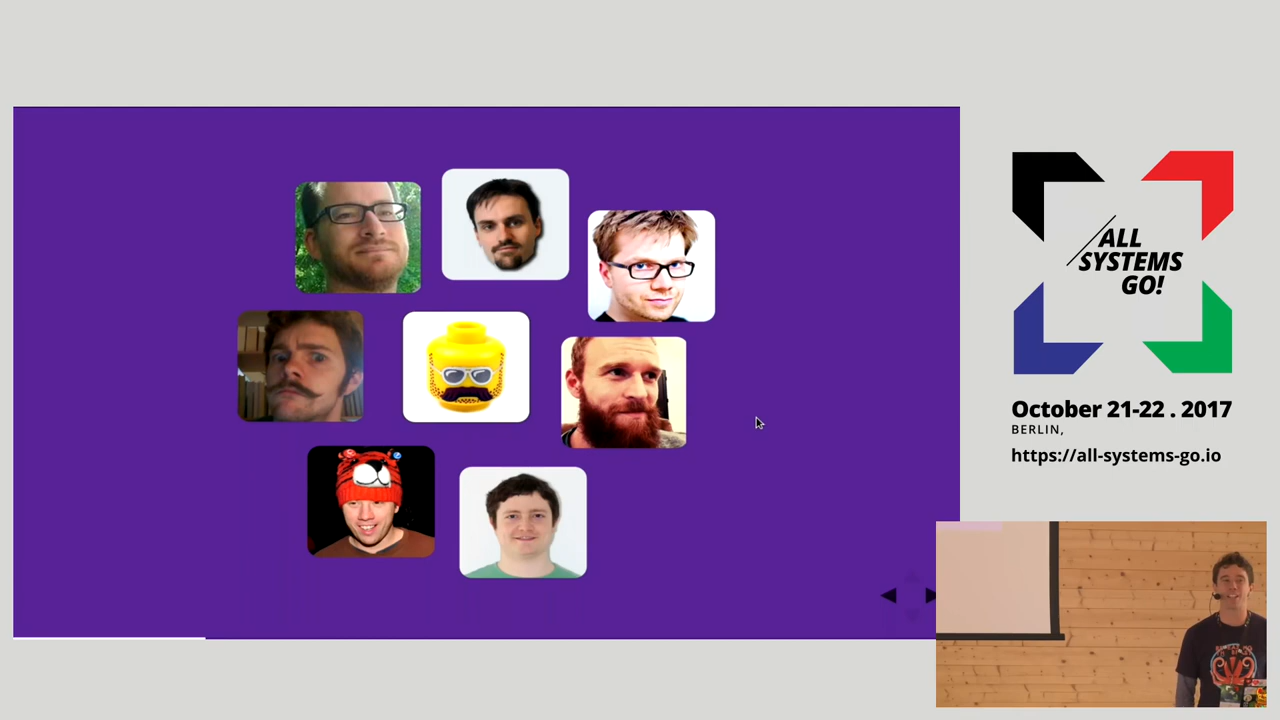 ALL
SYSTEMS
GO!
October 21-22 . 2017
BERLIN,
https://all-systems-go.io